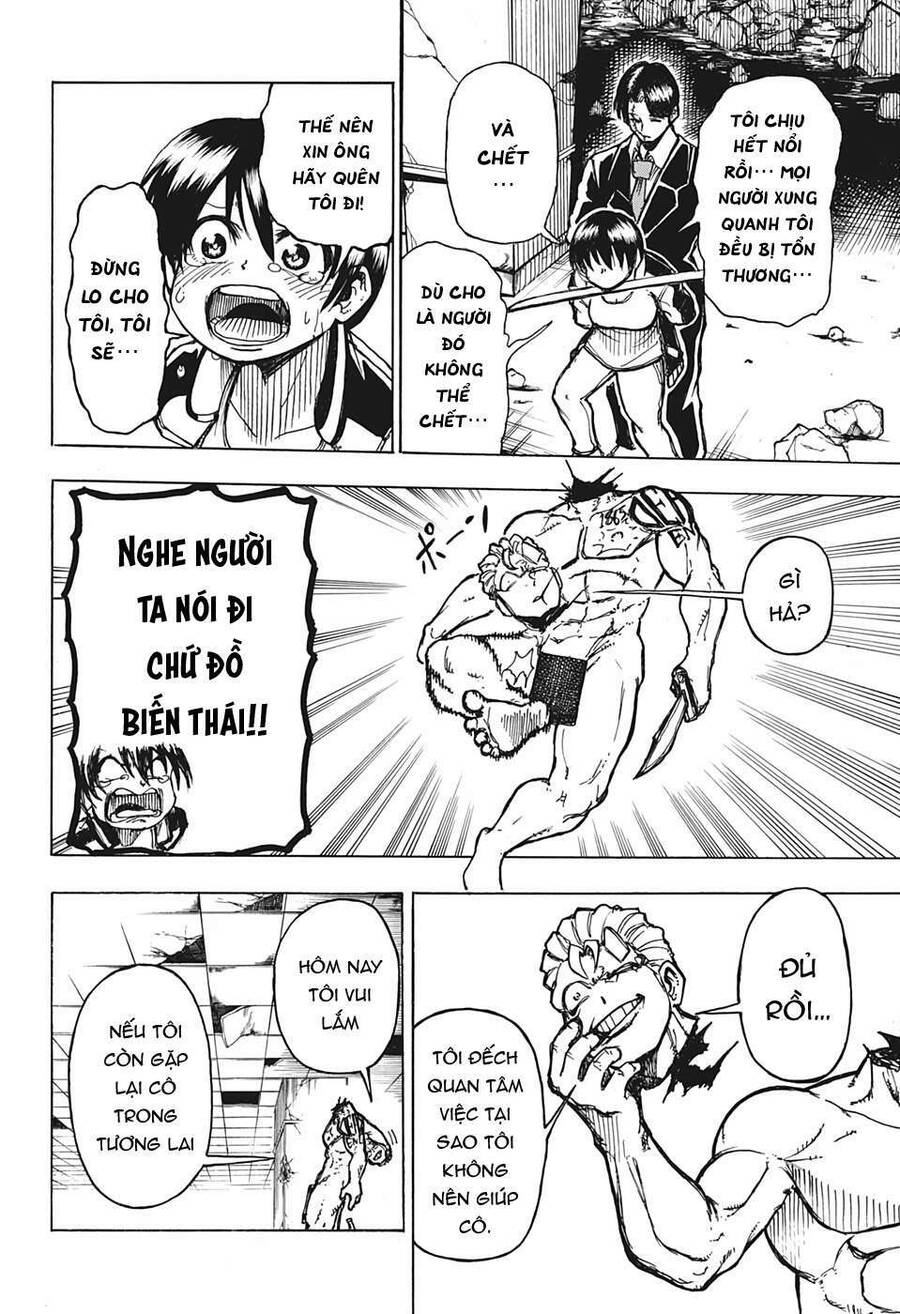 TÔI CHỊU
HẾT NỔI
RỒI... MỌI
NGƯỜI XUNG
QUANH TÔI
ĐỀU BỊ TỔN
THƯƠNG...
VÀ
CHẾT
...
DÙ CHO
LÀ NGƯỜI
ĐÓ
KHÔNG
THỂ
CHẾT...
THẾ NÊN
XIN ÔNG
HÃY QUÊN
TÔI ĐI!
ĐỪNG
LO CHO
TÔI, TÔI
SẼ...
1865
GÌ
HẢ?
ポーン
NGHE NGƯỜI
TA NÓI ĐI
CHỨ ĐỒ
BIẾN THÁI!!
ĐỦ
RỒI...
TÔI ĐẾCH
QUAN TÂM
VIỆC TẠI
SAO TÔI
KHÔNG
NÊN GIÚP
CÔ.
HÔM NAY
TÔI VUI
LẮM
NẾU TÔI
CÒN GẶP
LẠI CÔ
TRONG
TƯƠNG LAI